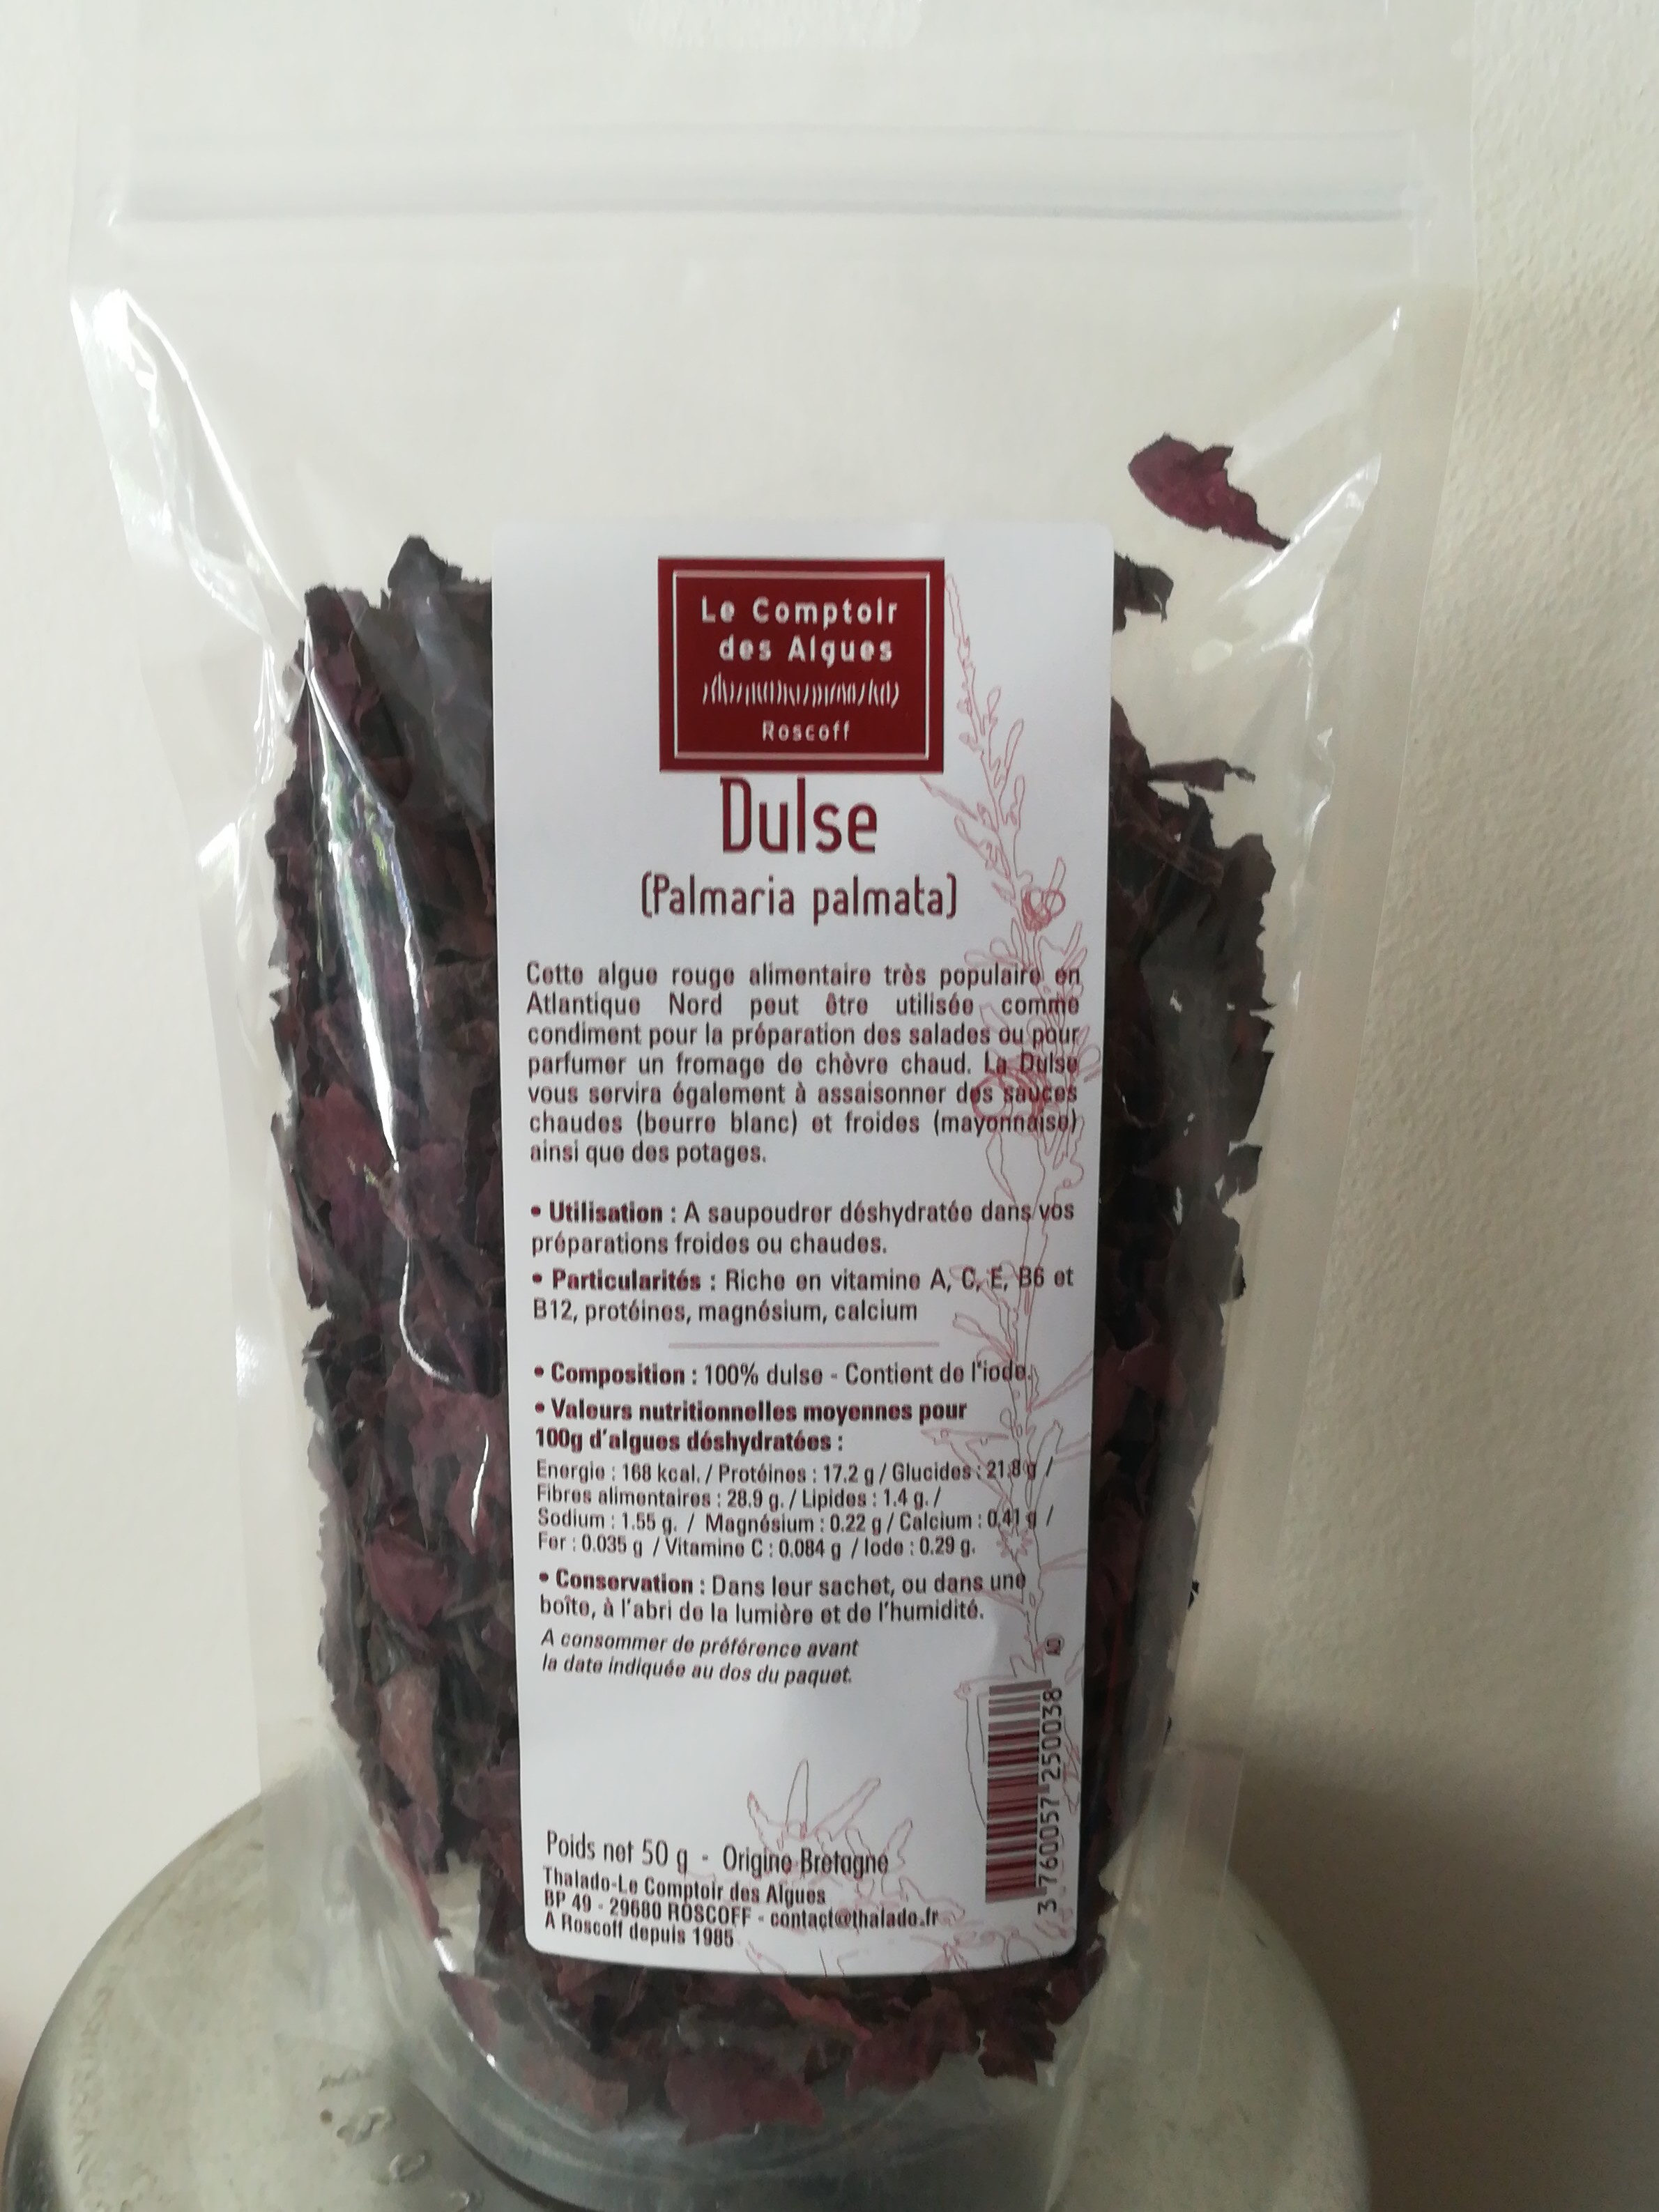 Le Comptoir
des Algues
Roscoff
Dulse
(Palmaria palmata)
Cette algue rouge alimentaire très populaire en
Atlantique Nord peut être utilisée comme
condiment pour la préparation des salades ou pour
parfumer un fromage de chèvre chaud. La Dulse
vous servira également à assaisonner des sauces
chaudes (beurre blanc) et froides (mayonnaise)
ainsi que des potages.
• Utilisation : A saupoudrer déshydratée dans vos
préparations froides ou chaudes.
• Particularités : Riche en vitamine A, C, E, B6 et
B12, protéines, magnésium, calcium
• Composition : 100% dulse - Contient de l'iode.
• Valeurs nutritionnelles moyennes pour
100g d'algues déshydratées :
Energie : 168 kcal. / Protéines : 17.2 g / Glucides : 21.8 g /
Fibres alimentaires : 28.9 g. / Lipides : 1.4 g. /
Sodium : 1.55 g. / Magnésium : 0.22 g / Calcium : 0,41 g /
Fer : 0.035 g / Vitamine C : 0.084 g / Iode : 0.29 g.
• Conservation : Dans leur sachet, ou dans une
boîte, à l'abri de la lumière et de l'humidité.
A consommer de préférence avant
la date indiquée au dos du paquet.
Poids net 50 g - Origine Bretagne
Thalado-Le Comptoir des Algues
BP 49 - 29680 ROSCOFF - contact@thalado.fr
A Roscoff depuis 1985
3 760057 250038